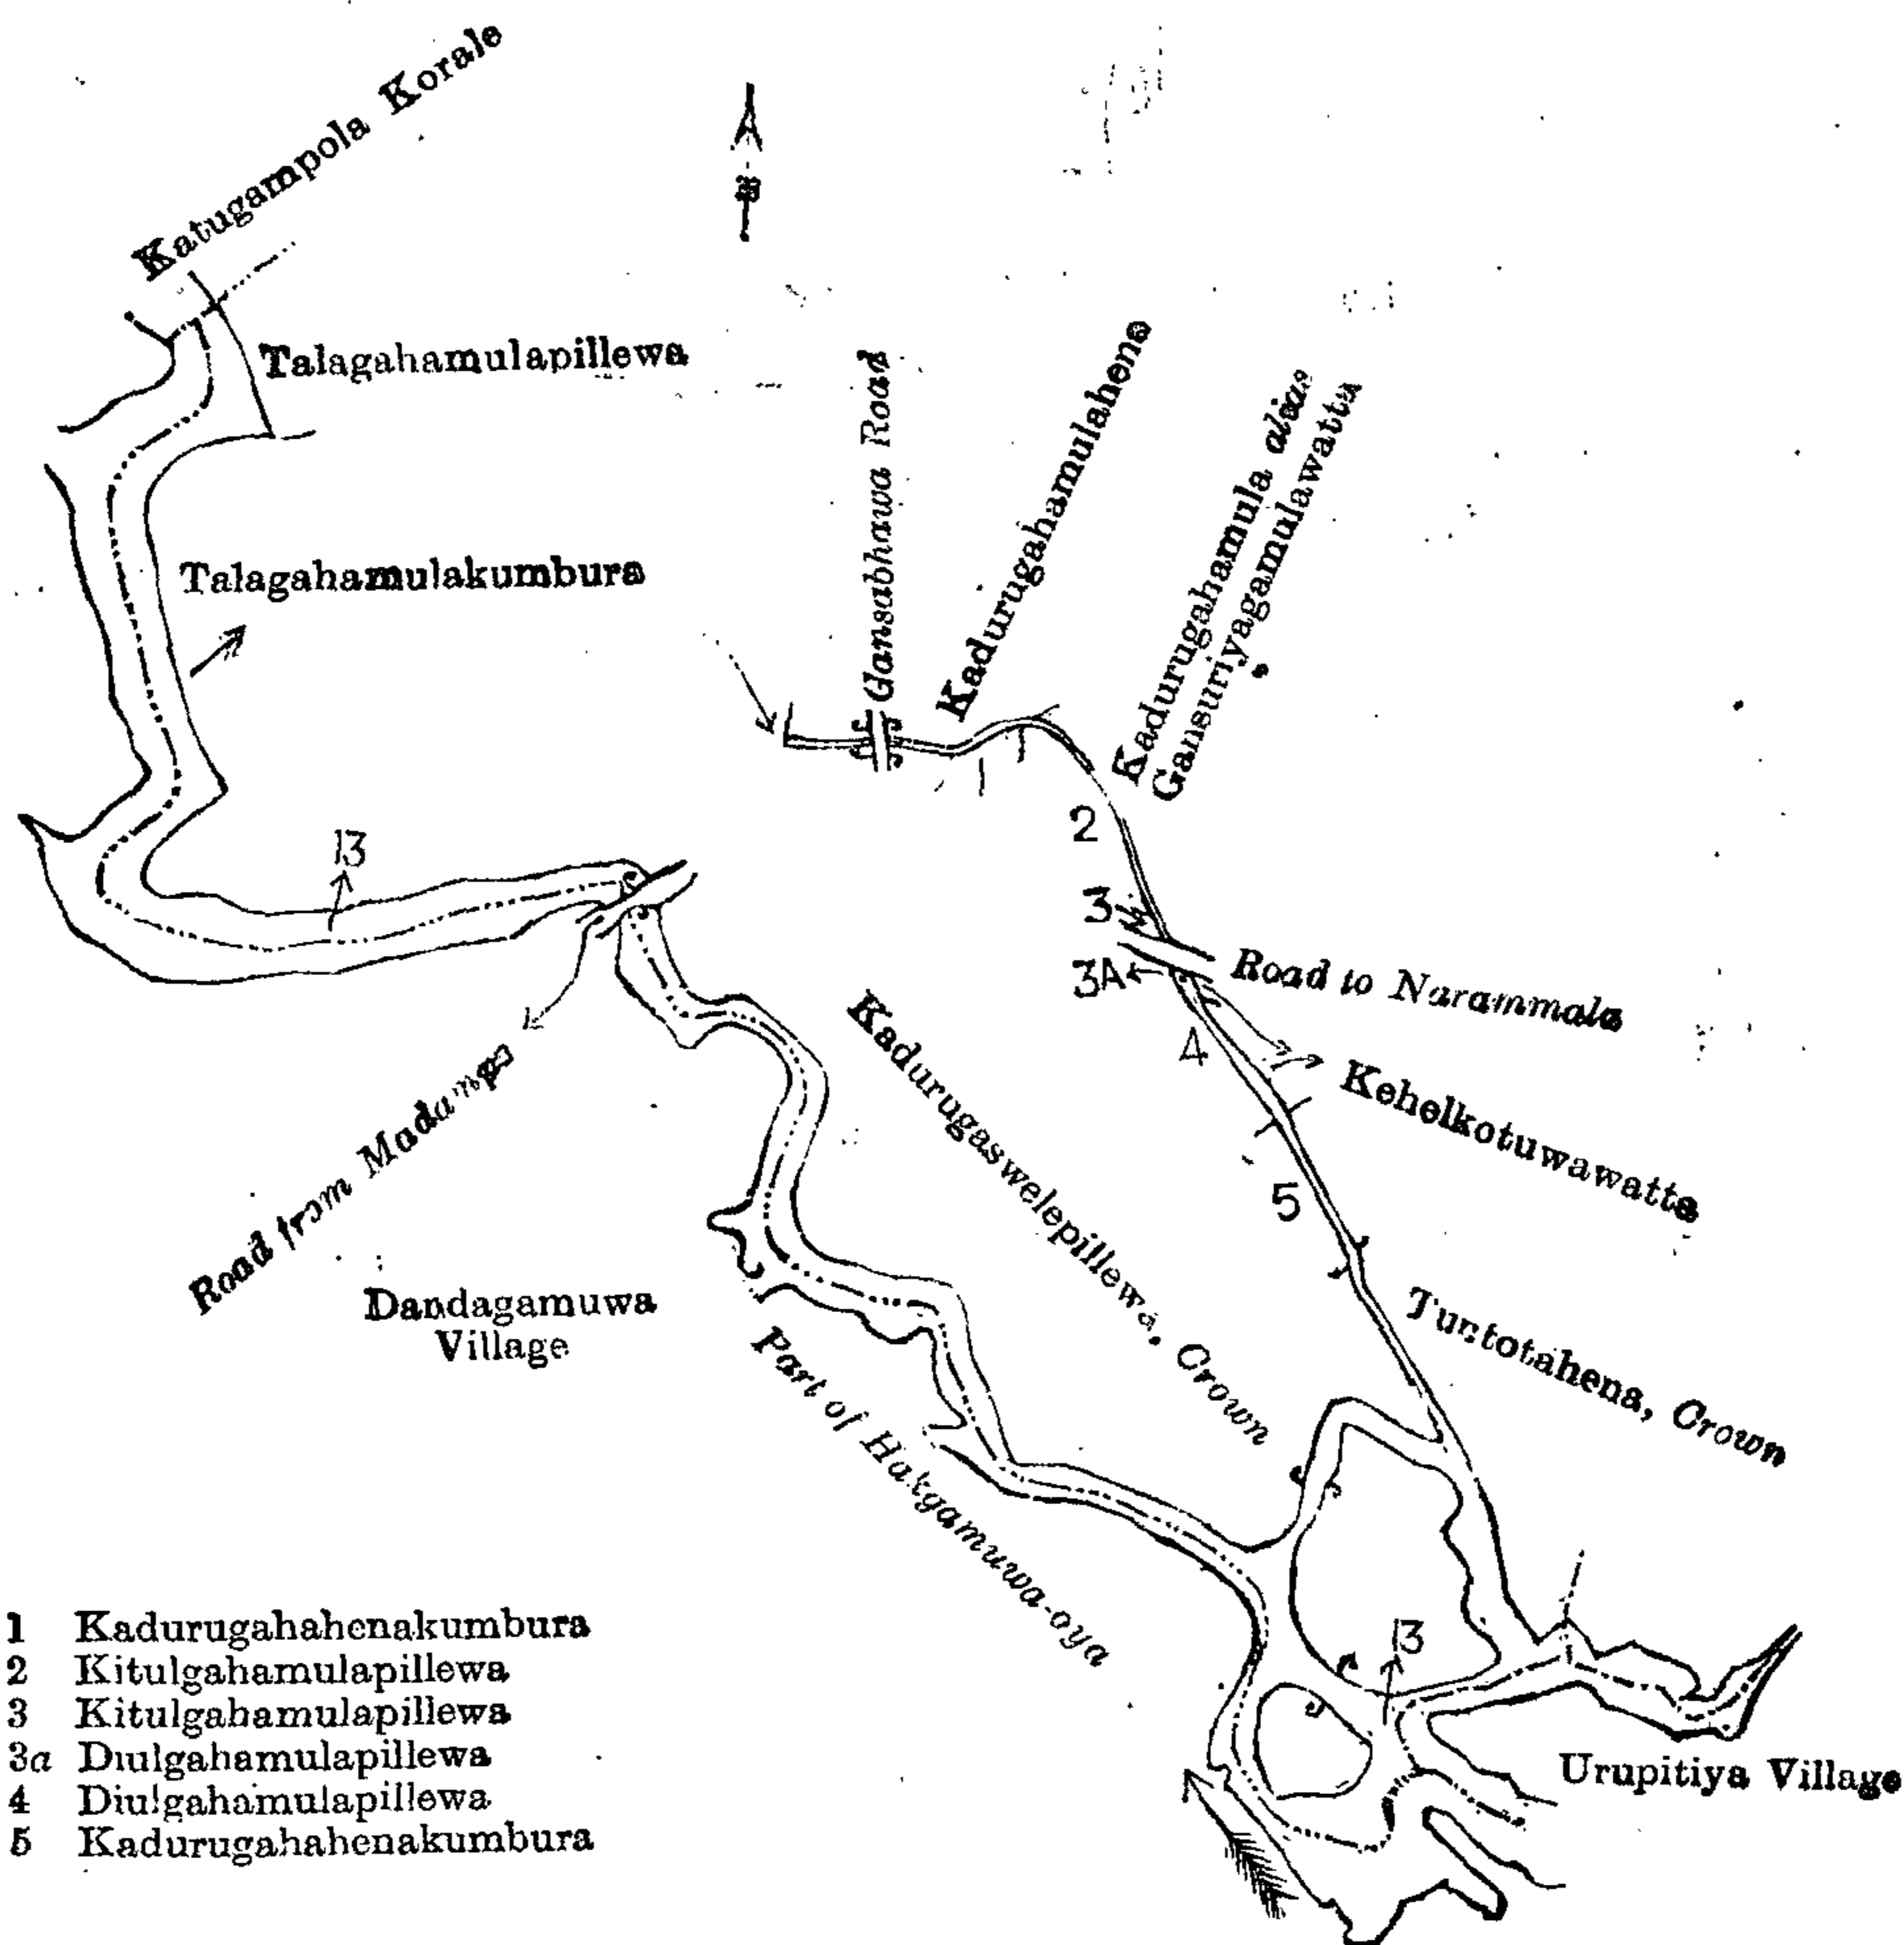 Katugampola Korale
Talagahamulapillewa
Talagahamulakumbura
Gansabhawa Road
Kadurugahamulahena
Kadurugahamula alias
Gansuriyagamulawatta
2
3
3A
4
5
13
Road to Narammala
Kehelkotuwawatta
Tuntotahena, Crown
Kadurugaswelepillewa, Crown
Road from Madampe
Dandagamuwa
Village
Part of Hakgamuwa-oya
13
Urupitiya Village
1 Kadurugahahenakumbura
2 Kitulgahamulapillewa
3 Kitulgahamulapillewa
3a Diulgahamulapillewa
4 Diulgahamulapillewa
5 Kadurugahahenakumbura